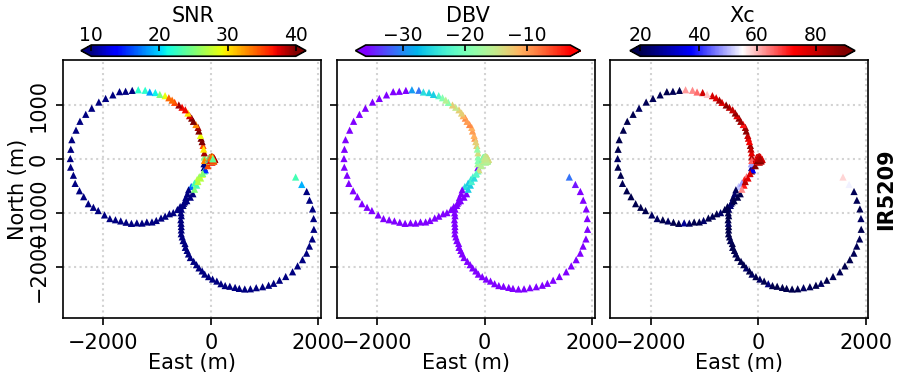 SNR DBV Xc
10 20 30 40 −30 −20 −10 20 40 60 80
1000
0
−1000
−2000
North (m)
IR5209
−2000 0 2000 −2000 0 2000 −2000 0 2000
East (m) East (m) East (m)